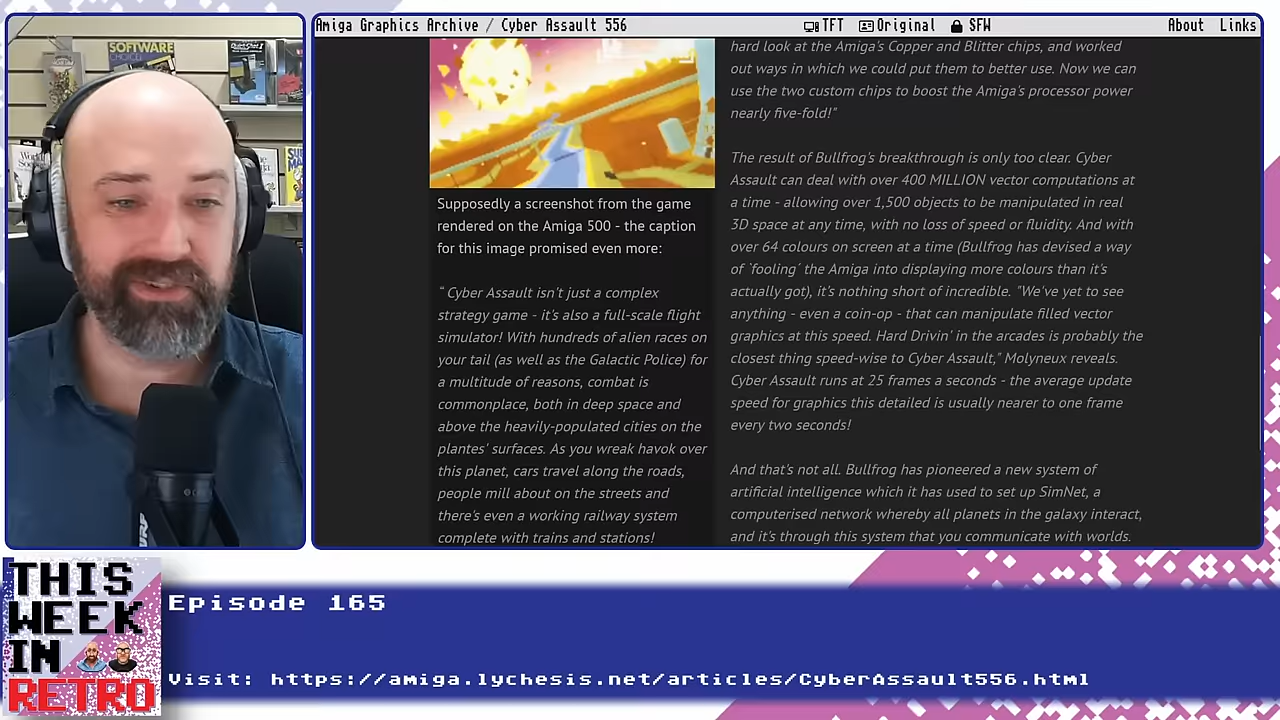 SOFTWARE
CHOICE
Amiga Graphics Archive / Cyber Assault 556
TFT
Original
SFW
About
Links
Supposedly a screenshot from the game
rendered on the Amiga 500 - the caption
for this image promised even more:
“ Cyber Assault isn't just a complex
strategy game - it's also a full-scale flight
simulator! With hundreds of alien races on
your tail (as well as the Galactic Police) for
a multitude of reasons, combat is
commonplace, both in deep space and
above the heavily-populated cities on the
plantes' surfaces. As you wreak havok over
this planet, cars travel along the roads,
people mill about on the streets and
there's even a working railway system
complete with trains and stations!
hard look at the Amiga's Copper and Blitter chips, and worked
out ways in which we could put them to better use. Now we can
use the two custom chips to boost the Amiga's processor power
nearly five-fold!"
The result of Bullfrog's breakthrough is only too clear. Cyber
Assault can deal with over 400 MILLION vector computations at
a time - allowing over 1,500 objects to be manipulated in real
3D space at any time, with no loss of speed or fluidity. And with
over 64 colours on screen at a time (Bullfrog has devised a way
of `fooling´ the Amiga into displaying more colours than it's
actually got), it's nothing short of incredible. "We've yet to see
anything - even a coin-op - that can manipulate filled vector
graphics at this speed. Hard Drivin' in the arcades is probably the
closest thing speed-wise to Cyber Assault," Molyneux reveals.
Cyber Assault runs at 25 frames a seconds - the average update
speed for graphics this detailed is usually nearer to one frame
every two seconds!
And that's not all. Bullfrog has pioneered a new system of
artificial intelligence which it has used to set up SimNet, a
computerised network whereby all planets in the galaxy interact,
and it's through this system that you communicate with worlds.
THIS
WEEK
IN
RETRO
Episode 165
Visit: https://amiga.lychesis.net/articles/CyberAssault556.html